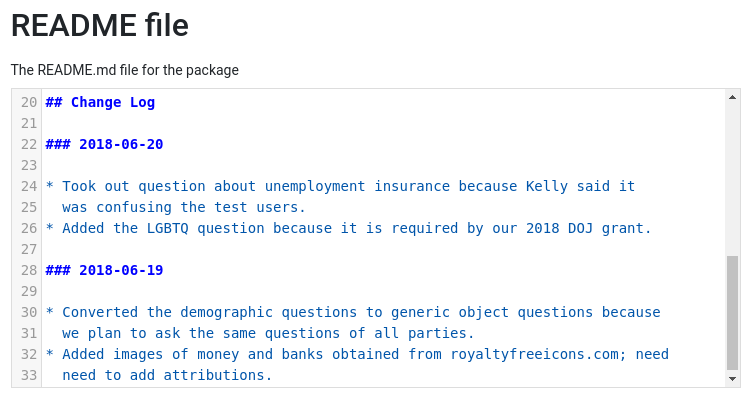 README file
The README.md file for the package
20 ## Change Log
21
22 ### 2018-06-20
23
24 * Took out question about unemployment insurance because Kelly said it
25 was confusing the test users.
26 * Added the LGBTQ question because it is required by our 2018 DOJ grant.
27
28 ### 2018-06-19
29
30 * Converted the demographic questions to generic object questions because
31 we plan to ask the same questions of all parties.
32 * Added images of money and banks obtained from royaltyfreeicons.com; need
33 need to add attributions.